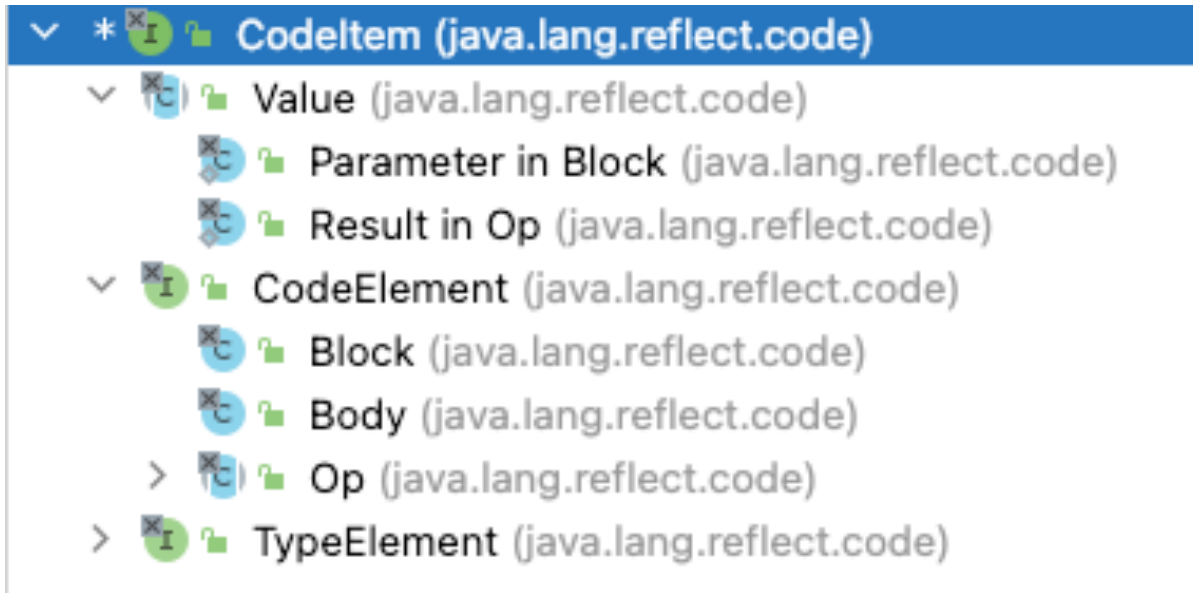 * CodeItem (java.lang.reflect.code)
Value (java.lang.reflect.code)
Parameter in Block (java.lang.reflect.code)
Result in Op (java.lang.reflect.code)
CodeElement (java.lang.reflect.code)
Block (java.lang.reflect.code)
Body (java.lang.reflect.code)
Op (java.lang.reflect.code)
TypeElement (java.lang.reflect.code)